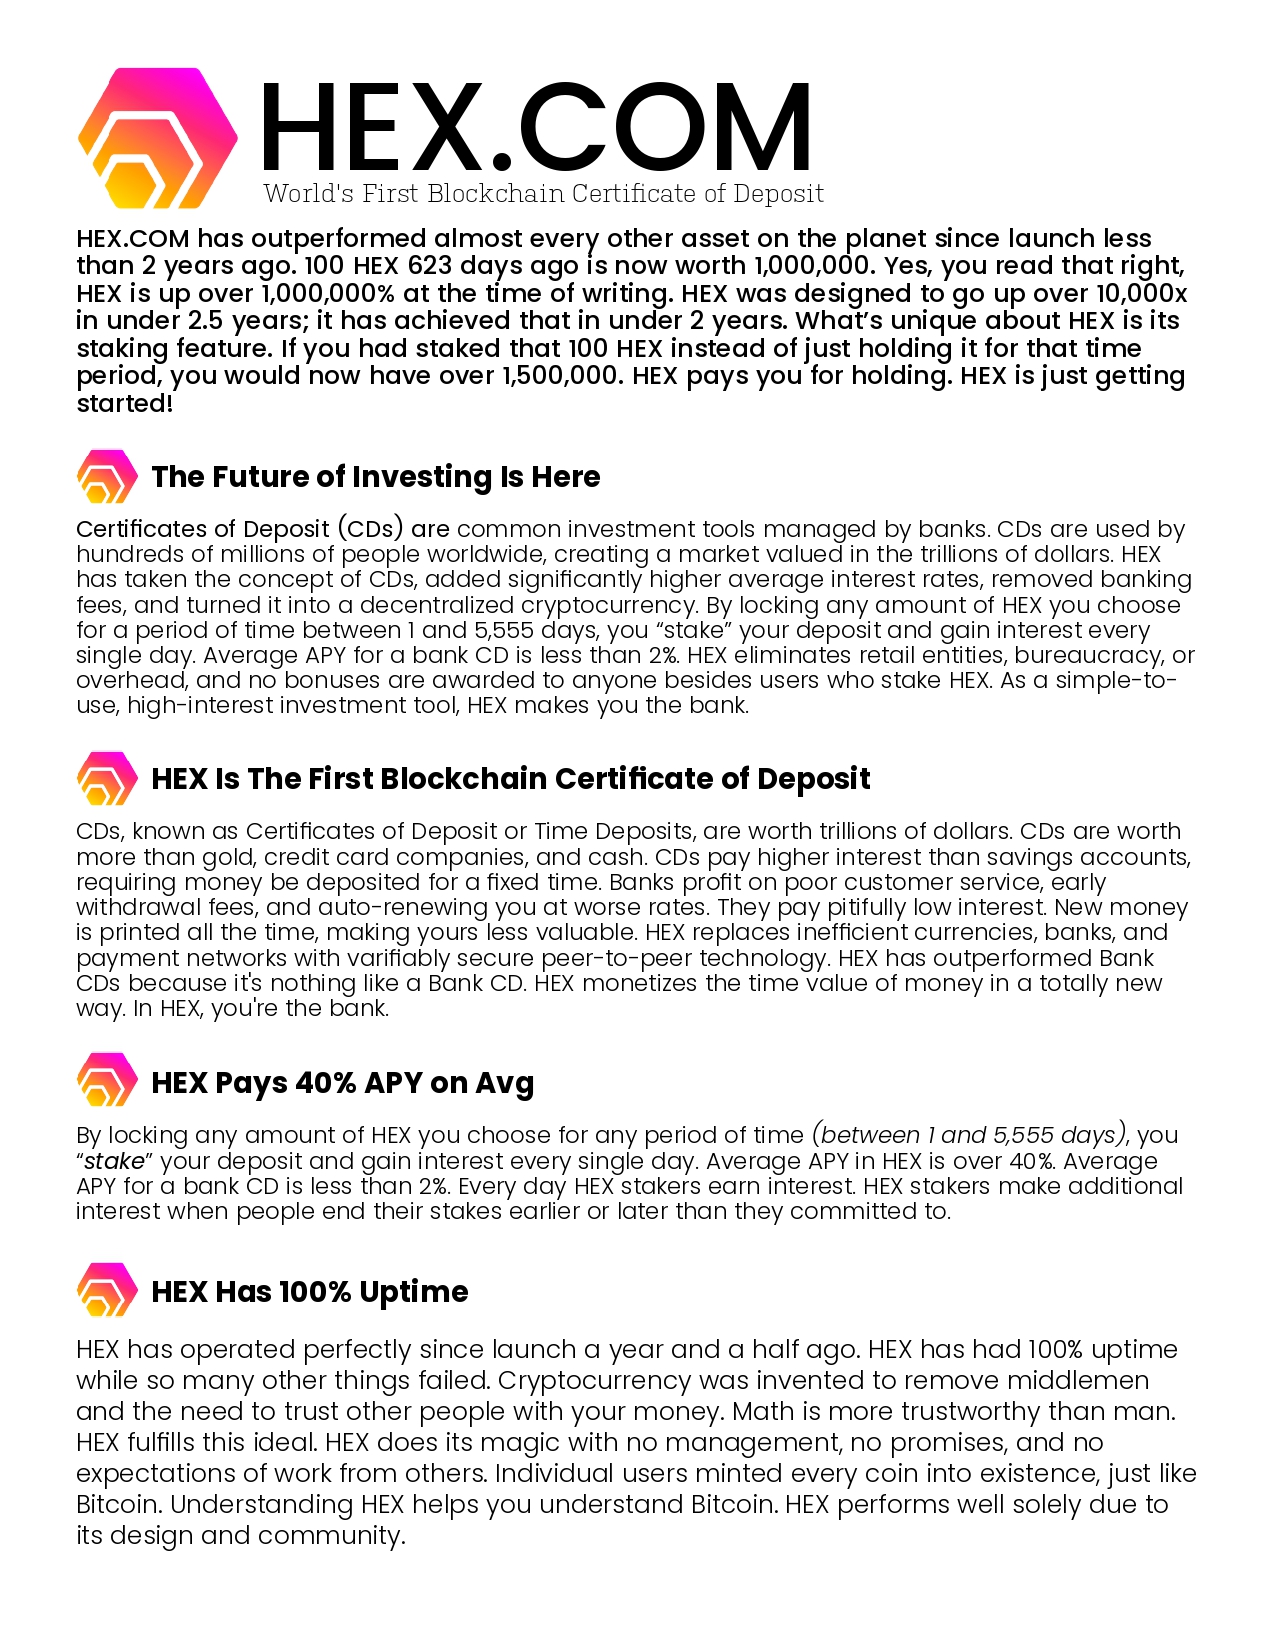 HEX.COM
World's First Blockchain Certificate of Deposit
HEX.COM has outperformed almost every other asset on the planet since launch less
than 2 years ago. 100 HEX 623 days ago is now worth 1,000,000. Yes, you read that right,
HEX is up over 1,000,000% at the time of writing. HEX was designed to go up over 10,000x
in under 2.5 years; it has achieved that in under 2 years. What’s unique about HEX is its
staking feature. If you had staked that 100 HEX instead of just holding it for that time
period, you would now have over 1,500,000. HEX pays you for holding. HEX is just getting
started!
The Future of Investing Is Here
Certificates of Deposit (CDs) are common investment tools managed by banks. CDs are used by
hundreds of millions of people worldwide, creating a market valued in the trillions of dollars. HEX
has taken the concept of CDs, added significantly higher average interest rates, removed banking
fees, and turned it into a decentralized cryptocurrency. By locking any amount of HEX you choose
for a period of time between 1 and 5,555 days, you “stake” your deposit and gain interest every
single day. Average APY for a bank CD is less than 2%. HEX eliminates retail entities, bureaucracy, or
overhead, and no bonuses are awarded to anyone besides users who stake HEX. As a simple-to-
use, high-interest investment tool, HEX makes you the bank.
HEX Is The First Blockchain Certificate of Deposit
CDs, known as Certificates of Deposit or Time Deposits, are worth trillions of dollars. CDs are worth
more than gold, credit card companies, and cash. CDs pay higher interest than savings accounts,
requiring money be deposited for a fixed time. Banks profit on poor customer service, early
withdrawal fees, and auto-renewing you at worse rates. They pay pitifully low interest. New money
is printed all the time, making yours less valuable. HEX replaces inefficient currencies, banks, and
payment networks with varifiably secure peer-to-peer technology. HEX has outperformed Bank
CDs because it's nothing like a Bank CD. HEX monetizes the time value of money in a totally new
way. In HEX, you're the bank.
HEX Pays 40% APY on Avg
By locking any amount of HEX you choose for any period of time (between 1 and 5,555 days), you
“stake” your deposit and gain interest every single day. Average APY in HEX is over 40%. Average
APY for a bank CD is less than 2%. Every day HEX stakers earn interest. HEX stakers make additional
interest when people end their stakes earlier or later than they committed to.
HEX Has 100% Uptime
HEX has operated perfectly since launch a year and a half ago. HEX has had 100% uptime
while so many other things failed. Cryptocurrency was invented to remove middlemen
and the need to trust other people with your money. Math is more trustworthy than man.
HEX fulfills this ideal. HEX does its magic with no management, no promises, and no
expectations of work from others. Individual users minted every coin into existence, just like
Bitcoin. Understanding HEX helps you understand Bitcoin. HEX performs well solely due to
its design and community.